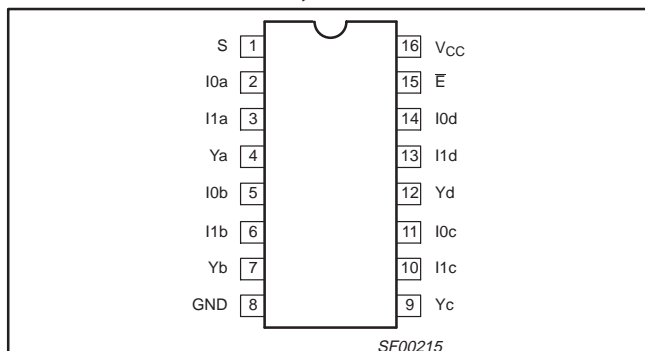 S 1 16 VCC
I0a 2 15 E̅
I1a 3 14 I0d
Ya 4 13 I1d
I0b 5 12 Yd
I1b 6 11 I0c
Yb 7 10 I1c
GND 8 9 Yc
SF00215